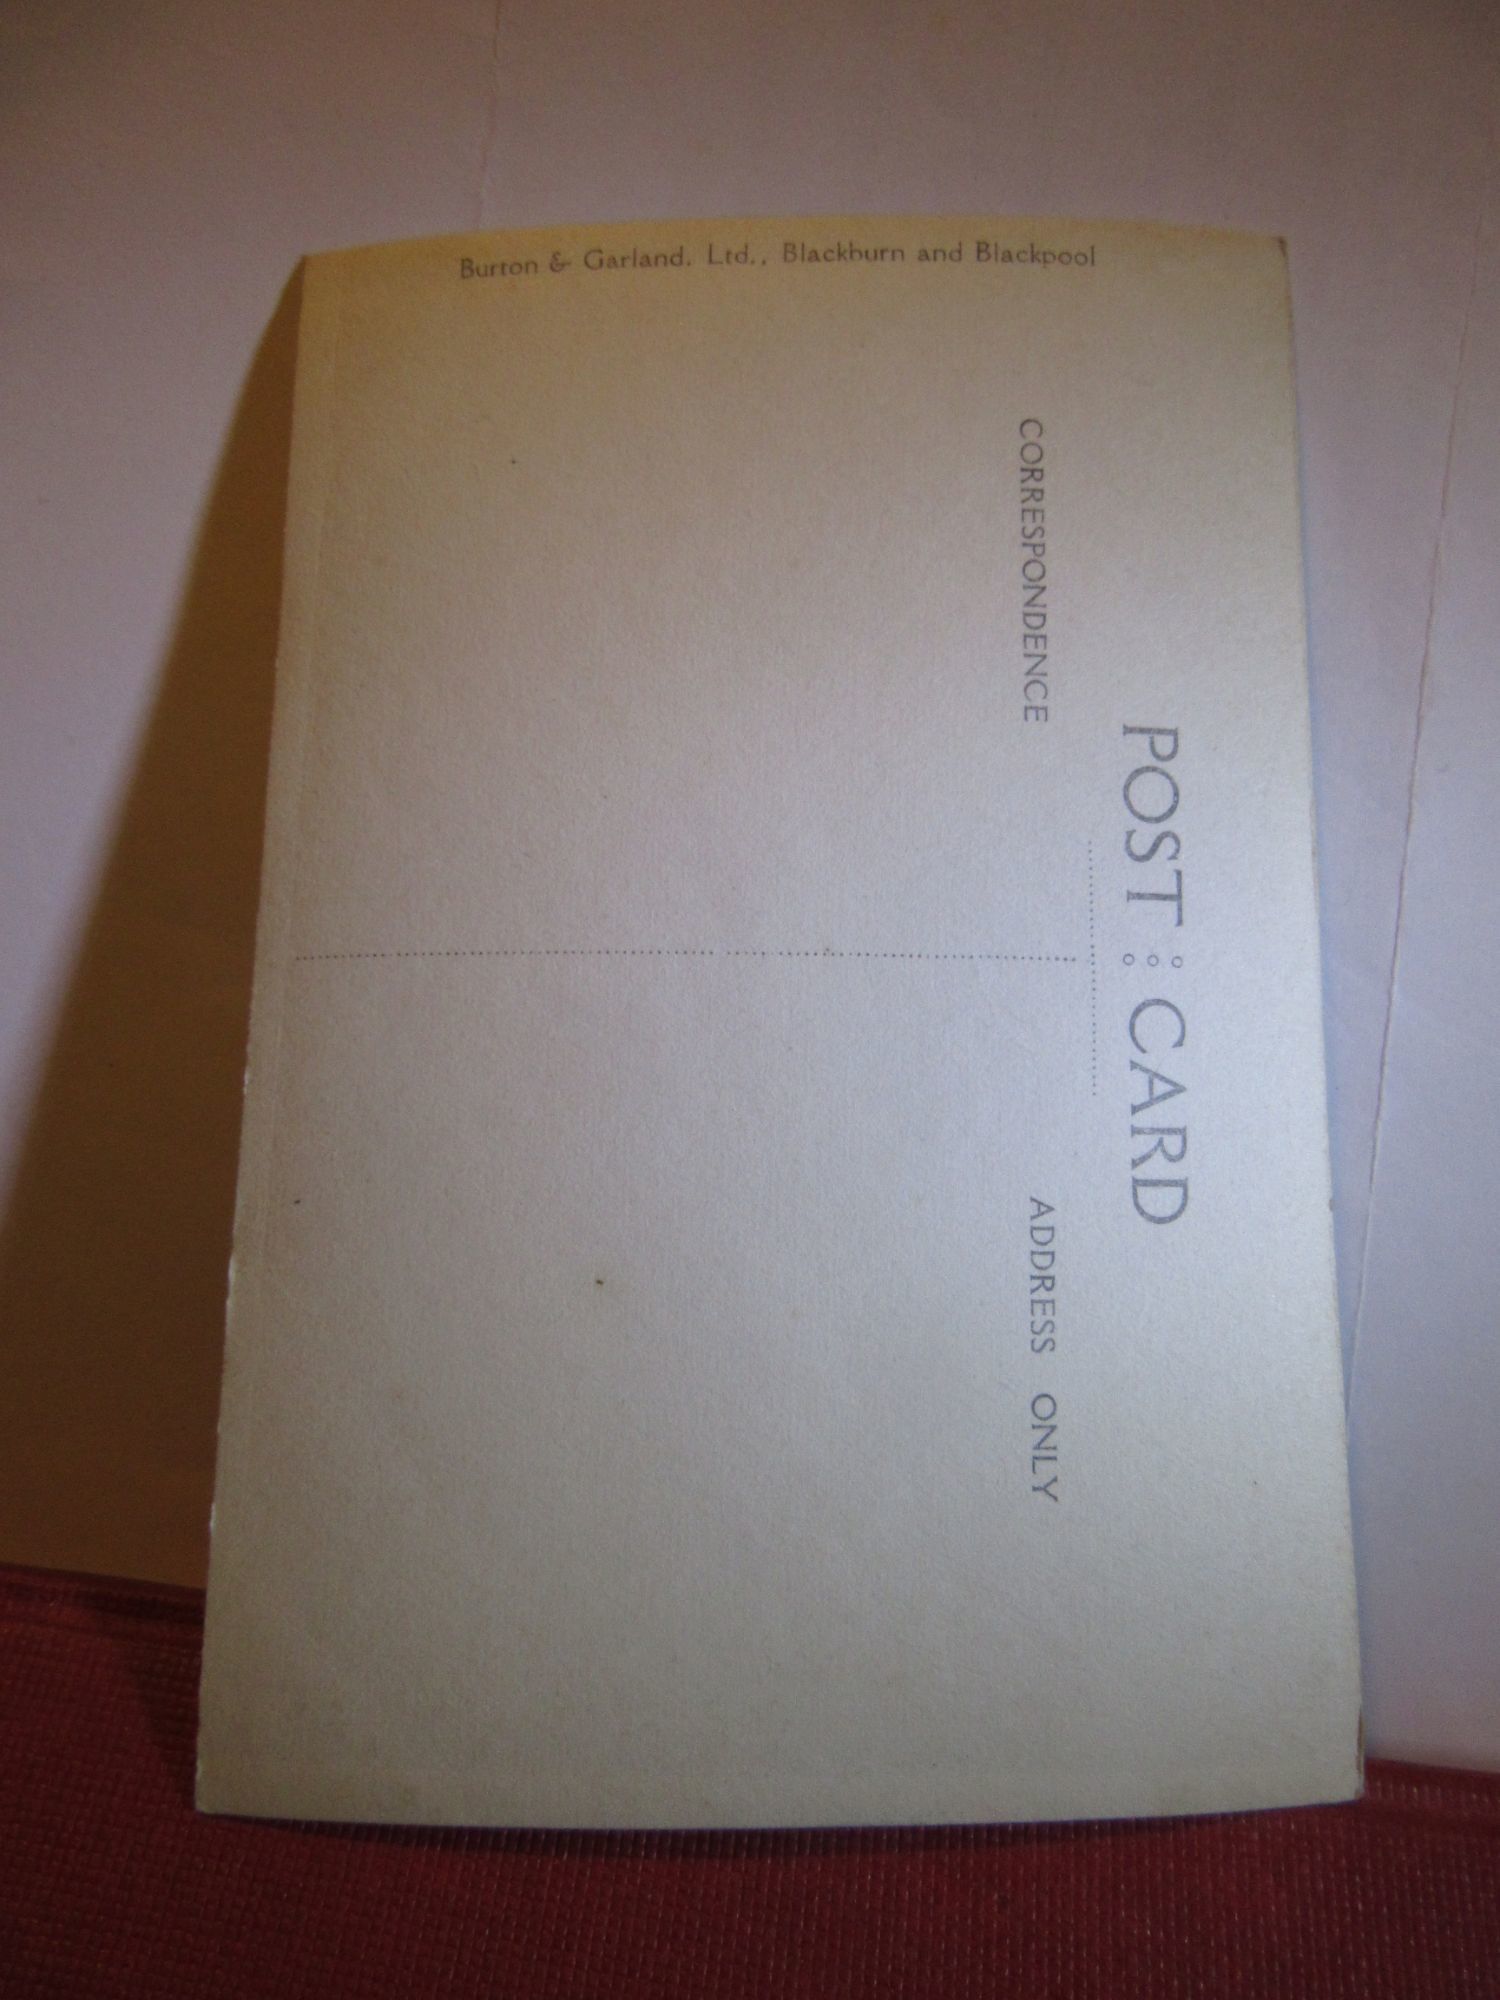 Burton & Garland. Ltd., Blackburn and Blackpool
POST CARD
CORRESPONDENCE
ADDRESS ONLY